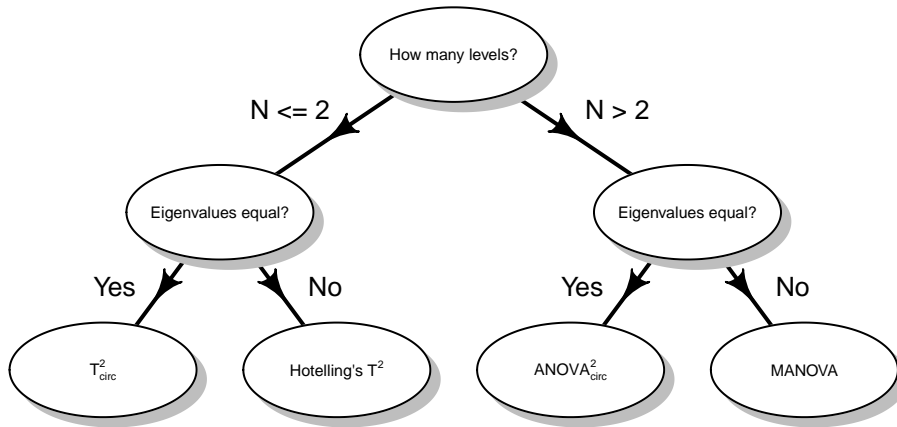 How many levels?
N <= 2
N > 2
Eigenvalues equal?
Eigenvalues equal?
Yes
No
Yes
No
T²circ
Hotelling's T²
ANOVA²circ
MANOVA